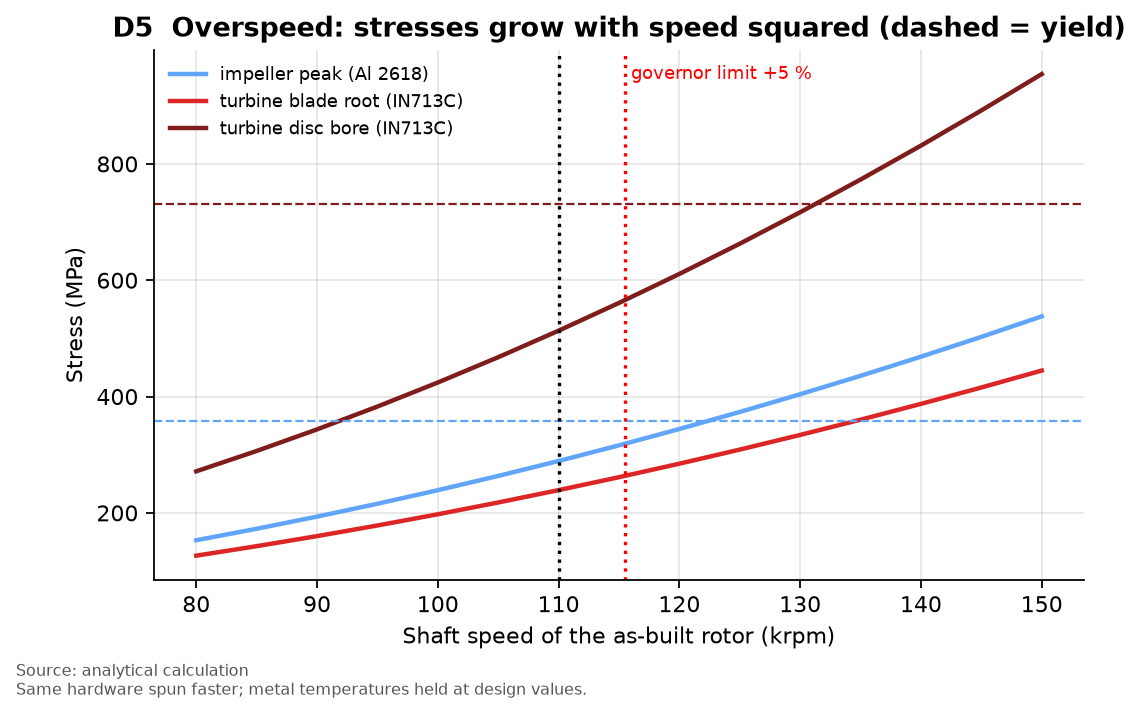 D5  Overspeed: stresses grow with speed squared (dashed = yield)
impeller peak (Al 2618)
turbine blade root (IN713C)
turbine disc bore (IN713C)
governor limit +5 %
800
600
400
200
Stress (MPa)
80 90 100 110 120 130 140 150
Shaft speed of the as-built rotor (krpm)
Source: analytical calculation
Same hardware spun faster; metal temperatures held at design values.